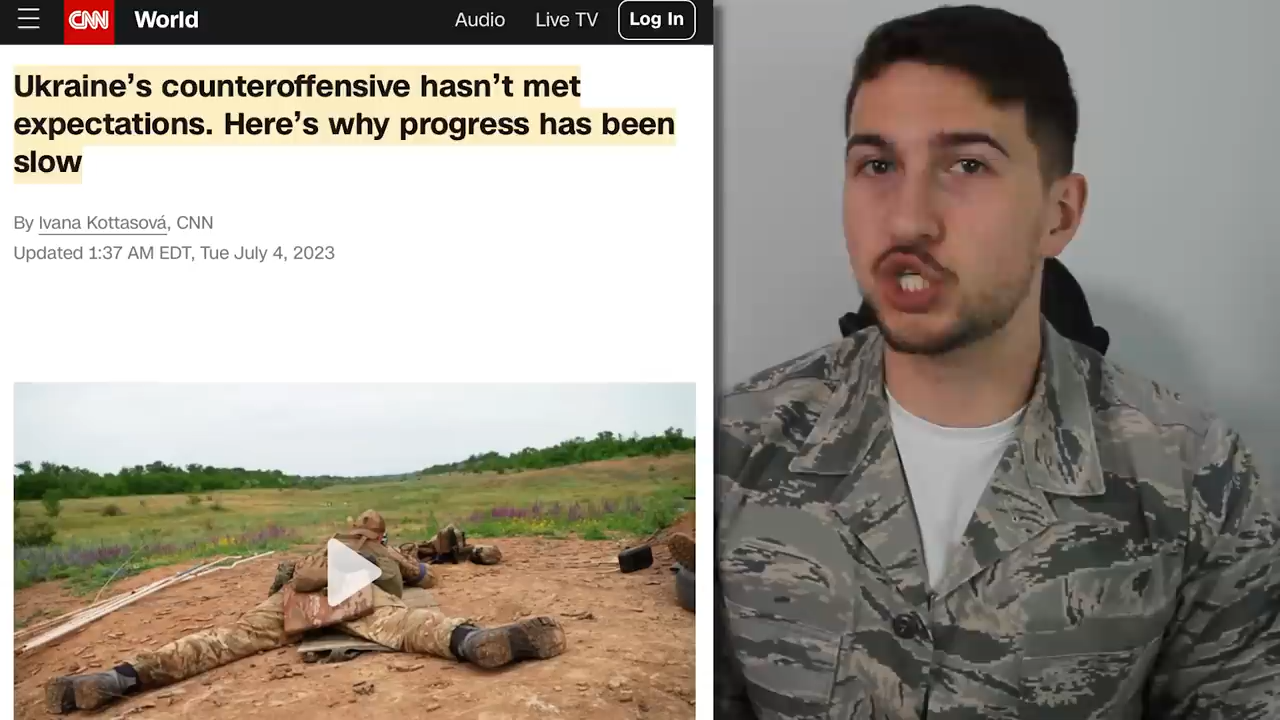 CNN World Audio Live TV Log In
Ukraine’s counteroffensive hasn’t met
expectations. Here’s why progress has been
slow
By Ivana Kottasová, CNN
Updated 1:37 AM EDT, Tue July 4, 2023